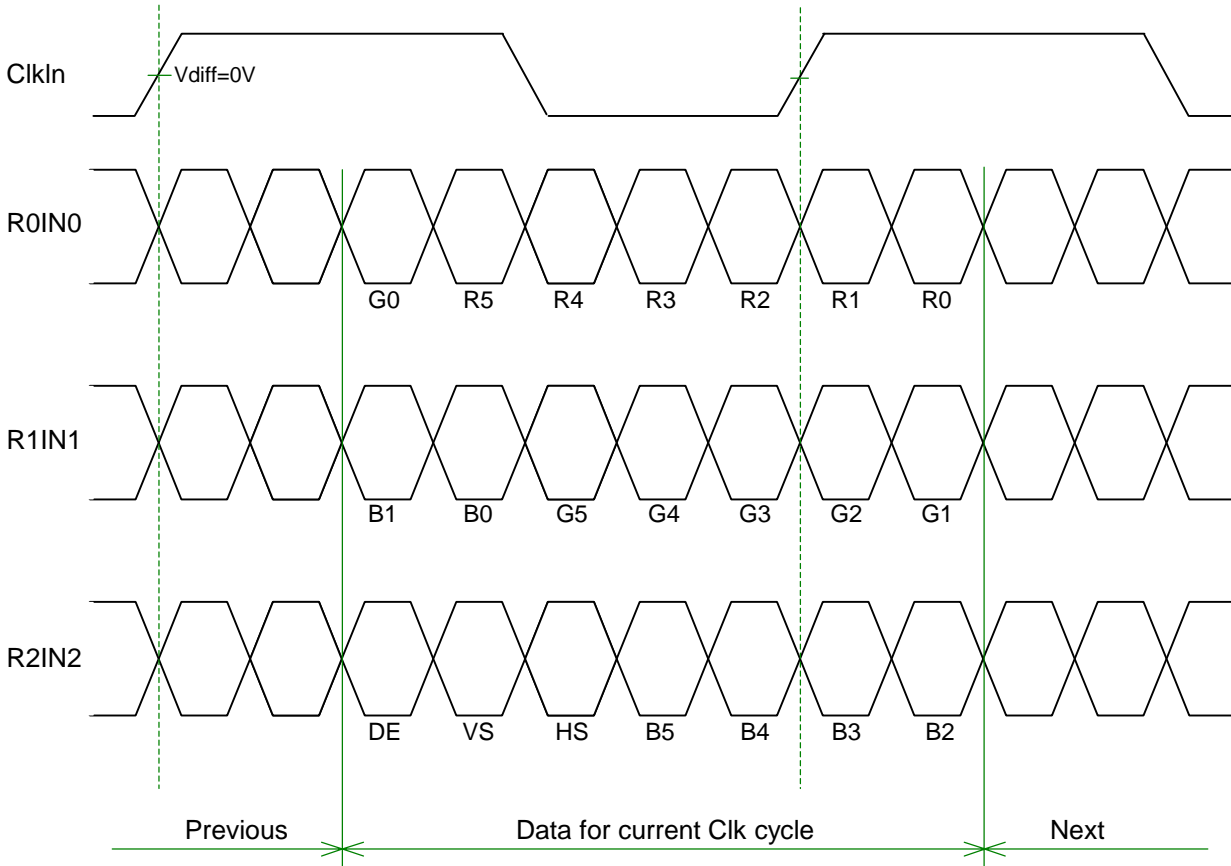 ClkIn
Vdiff=0V
R0IN0
G0 R5 R4 R3 R2 R1 R0
R1IN1
B1 B0 G5 G4 G3 G2 G1
R2IN2
DE VS HS B5 B4 B3 B2
Previous Data for current Clk cycle Next